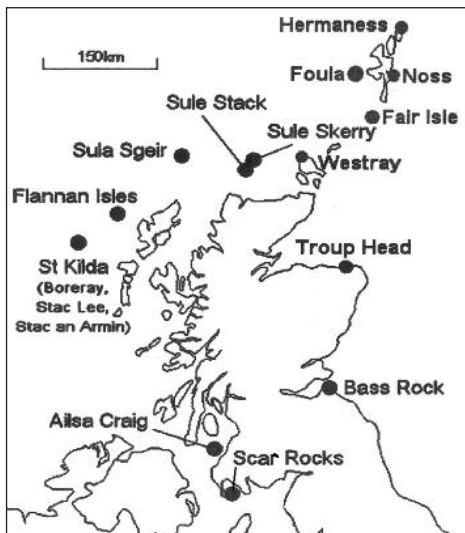 Hermaness
150km
Foula
Noss
Sule Stack
Fair Isle
Sule Skerry
Sula Sgeir
Westray
Flannan Isles
St Kilda
(Boreray,
Stac Lee,
Stac an Armin)
Troup Head
Bass Rock
Ailsa Craig
Scar Rocks